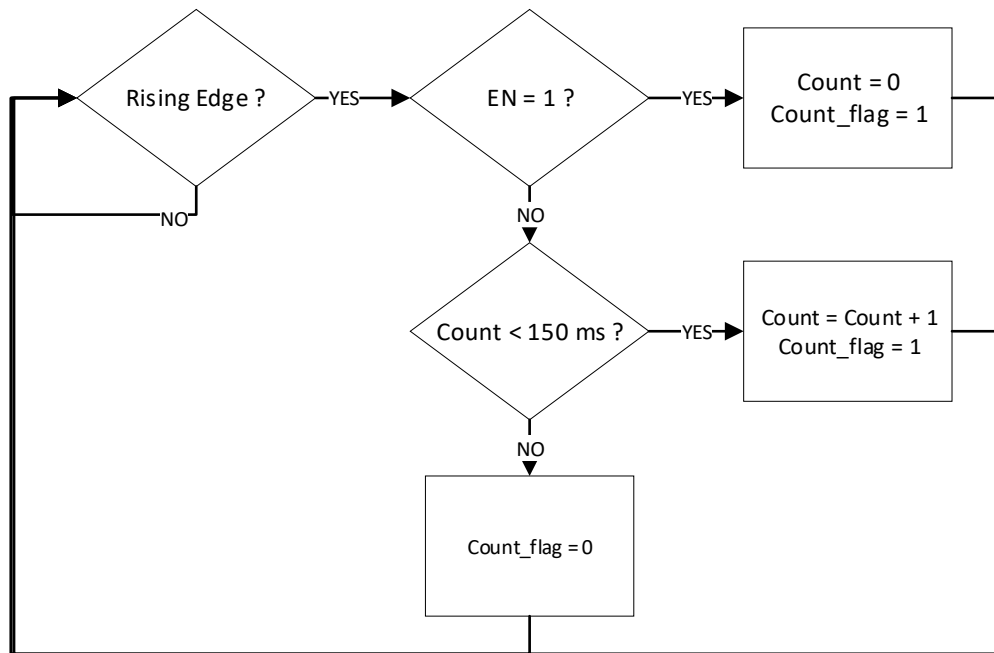 Rising Edge ?
YES
EN = 1 ?
YES
Count = 0
Count_flag = 1
NO
NO
Count < 150 ms ?
YES
Count = Count + 1
Count_flag = 1
NO
Count_flag = 0